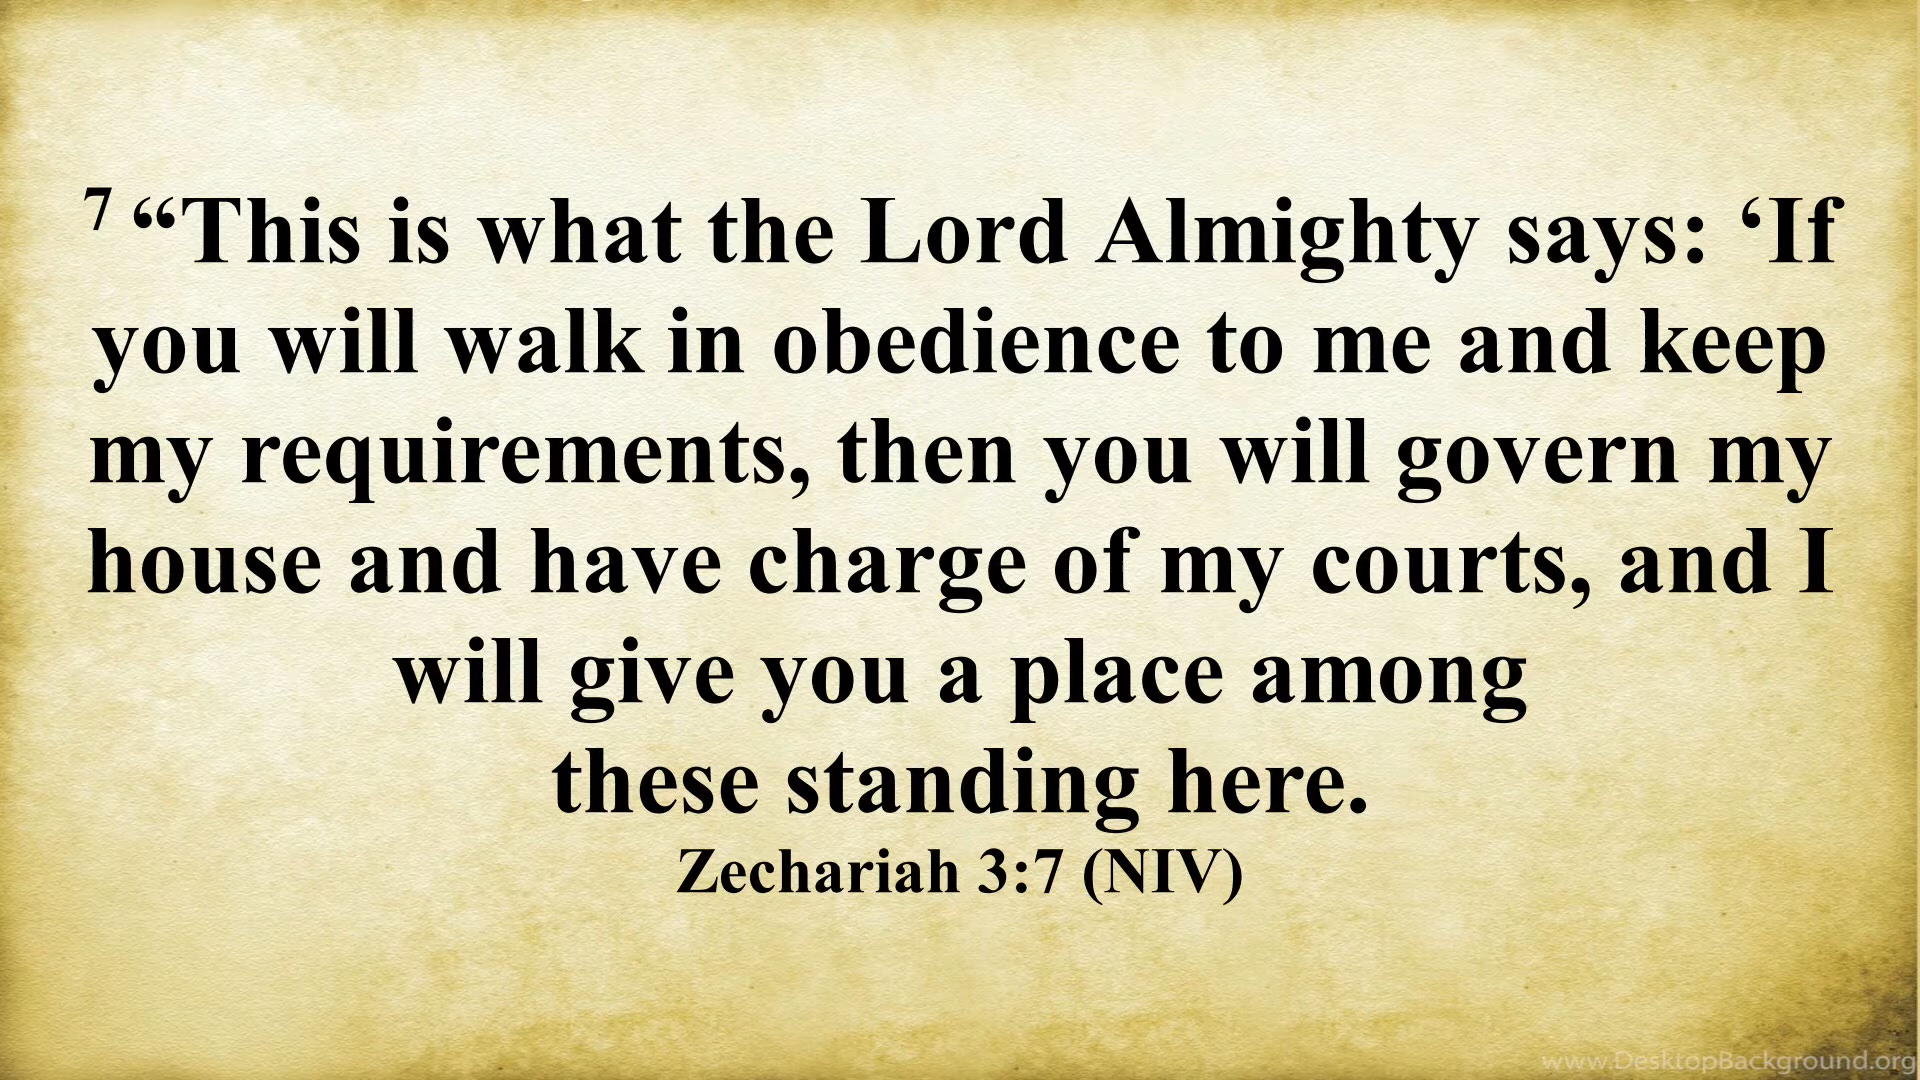 7 “This is what the Lord Almighty says: ‘If
you will walk in obedience to me and keep
my requirements, then you will govern my
house and have charge of my courts, and I
will give you a place among
these standing here.
Zechariah 3:7 (NIV)
www.DesktopBackground.org